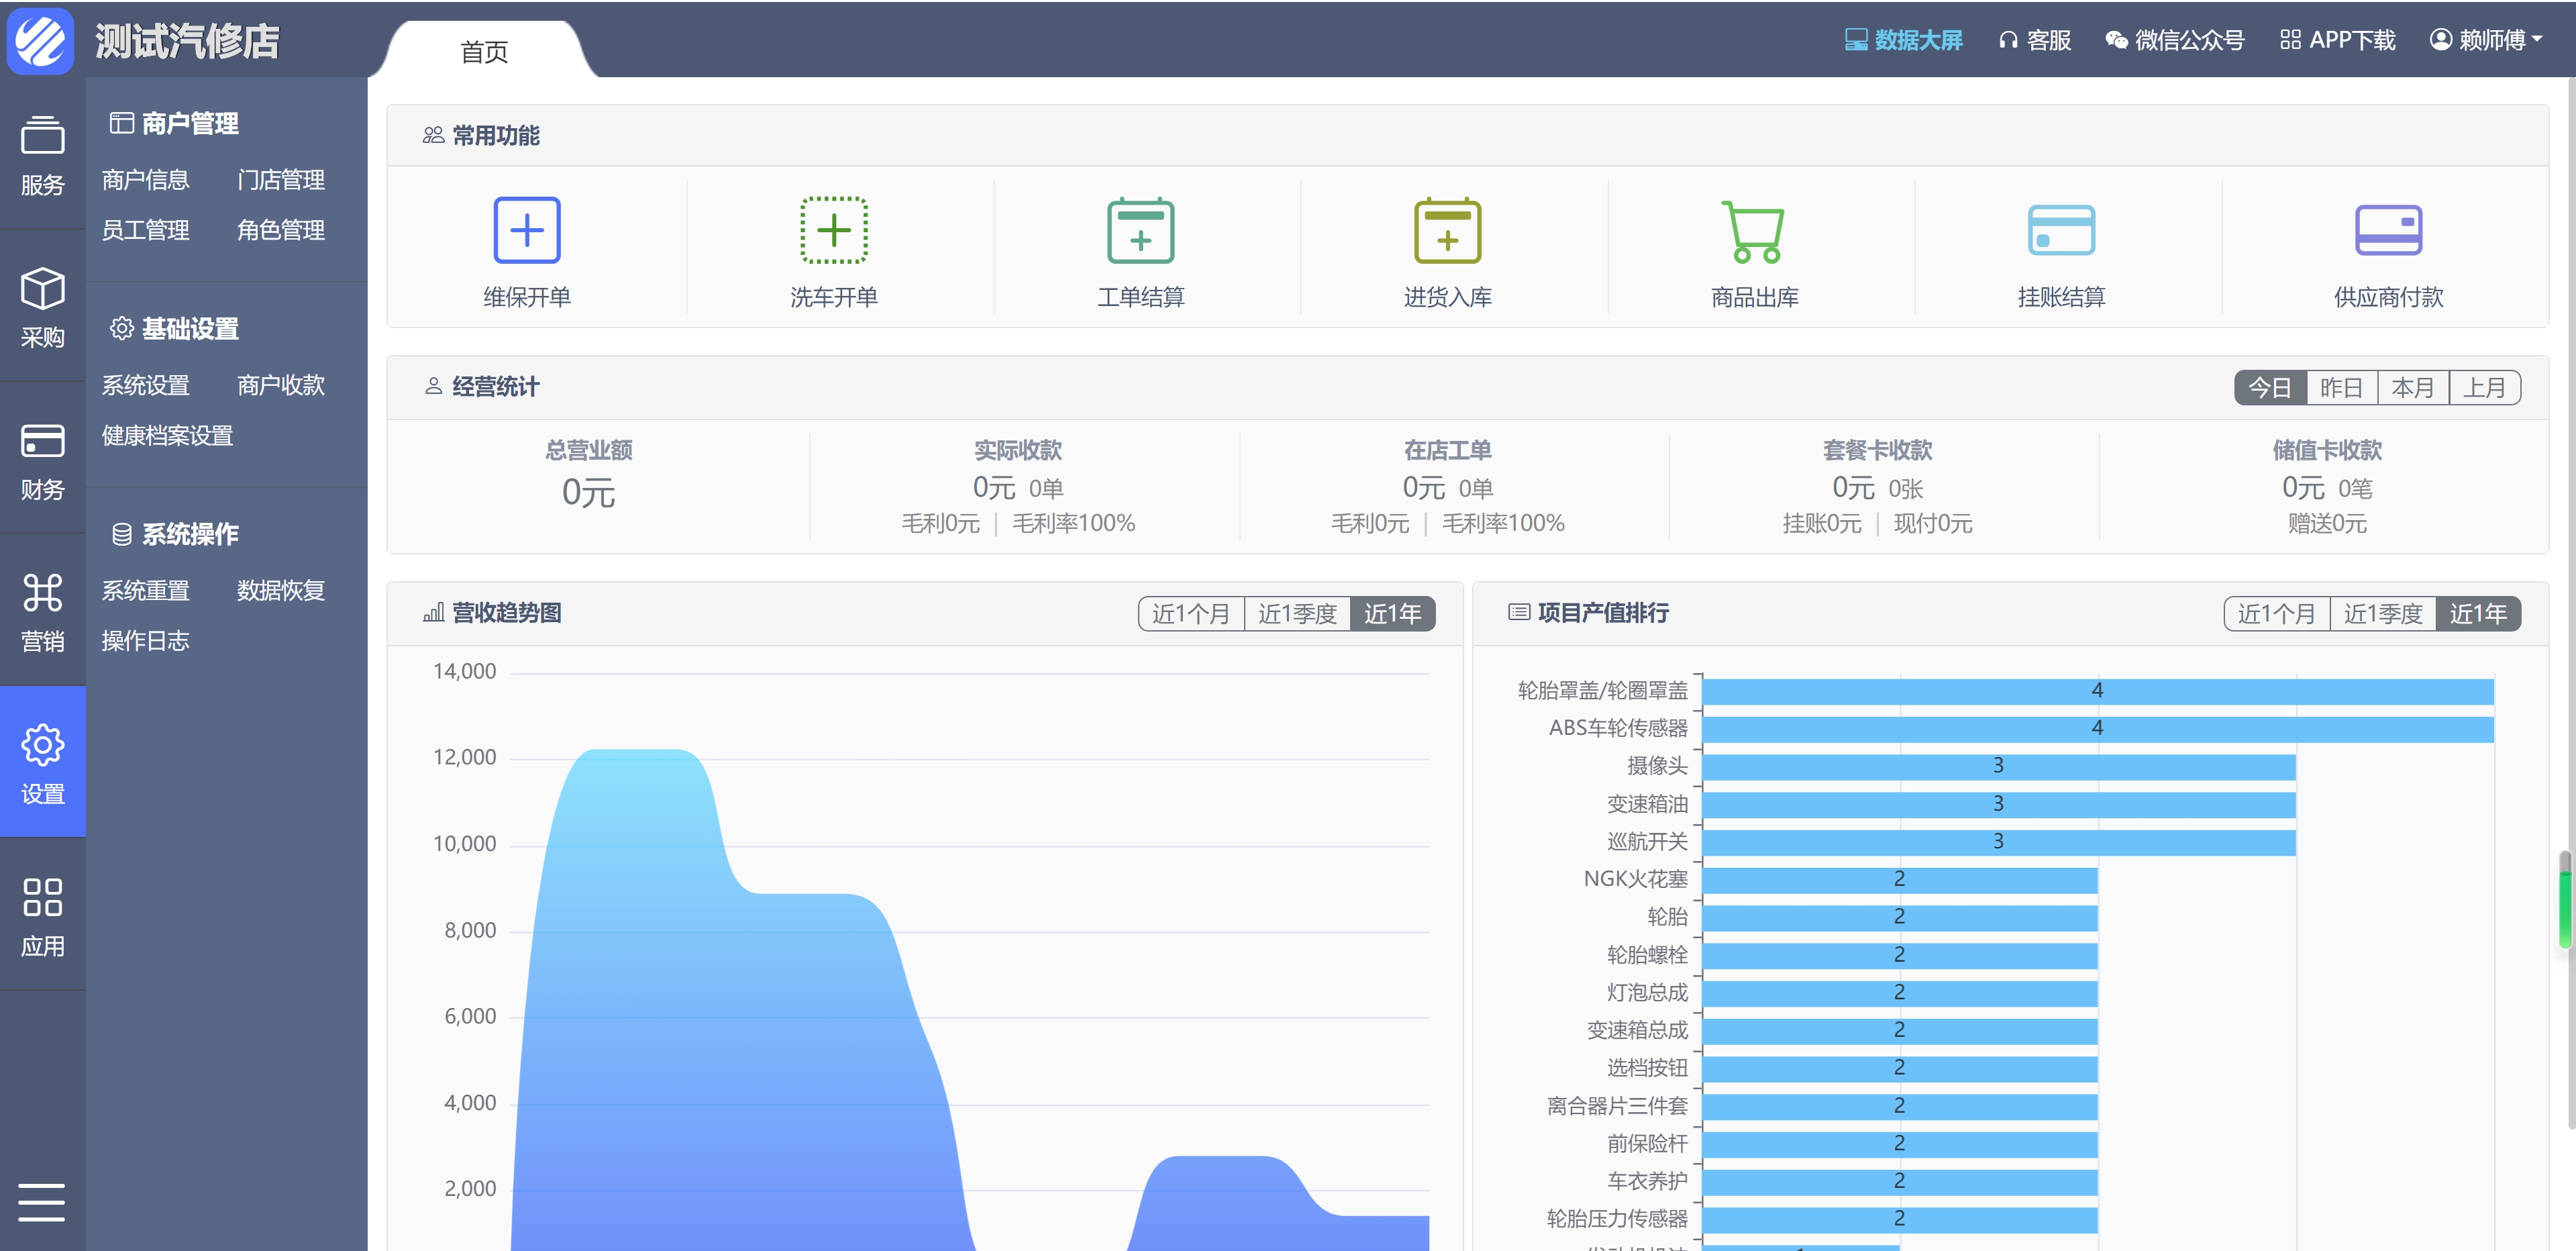 测试汽修店
首页
数据大屏
客服
微信公众号
APP下载
赖师傅
服务
采购
财务
营销
设置
应用
商户管理
商户信息 门店管理
员工管理 角色管理
基础设置
系统设置 商户收款
健康档案设置
系统操作
系统重置 数据恢复
操作日志
常用功能
维保开单
洗车开单
工单结算
进货入库
商品出库
挂账结算
供应商付款
经营统计
今日 昨日 本月 上月
总营业额
0元
实际收款
0元 0单
毛利0元 | 毛利率100%
在店工单
0元 0单
毛利0元 | 毛利率100%
套餐卡收款
0元 0张
挂账0元 | 现付0元
储值卡收款
0元 0笔
赠送0元
营收趋势图
近1个月 近1季度 近1年
14,000
12,000
10,000
8,000
6,000
4,000
2,000
项目产值排行
近1个月 近1季度 近1年
轮胎罩盖/轮圈罩盖 4
ABS车轮传感器 4
摄像头 3
变速箱油 3
巡航开关 3
NGK火花塞 2
轮胎 2
轮胎螺栓 2
灯泡总成 2
变速箱总成 2
选档按钮 2
离合器片三件套 2
前保险杆 2
车衣养护 2
轮胎压力传感器 2